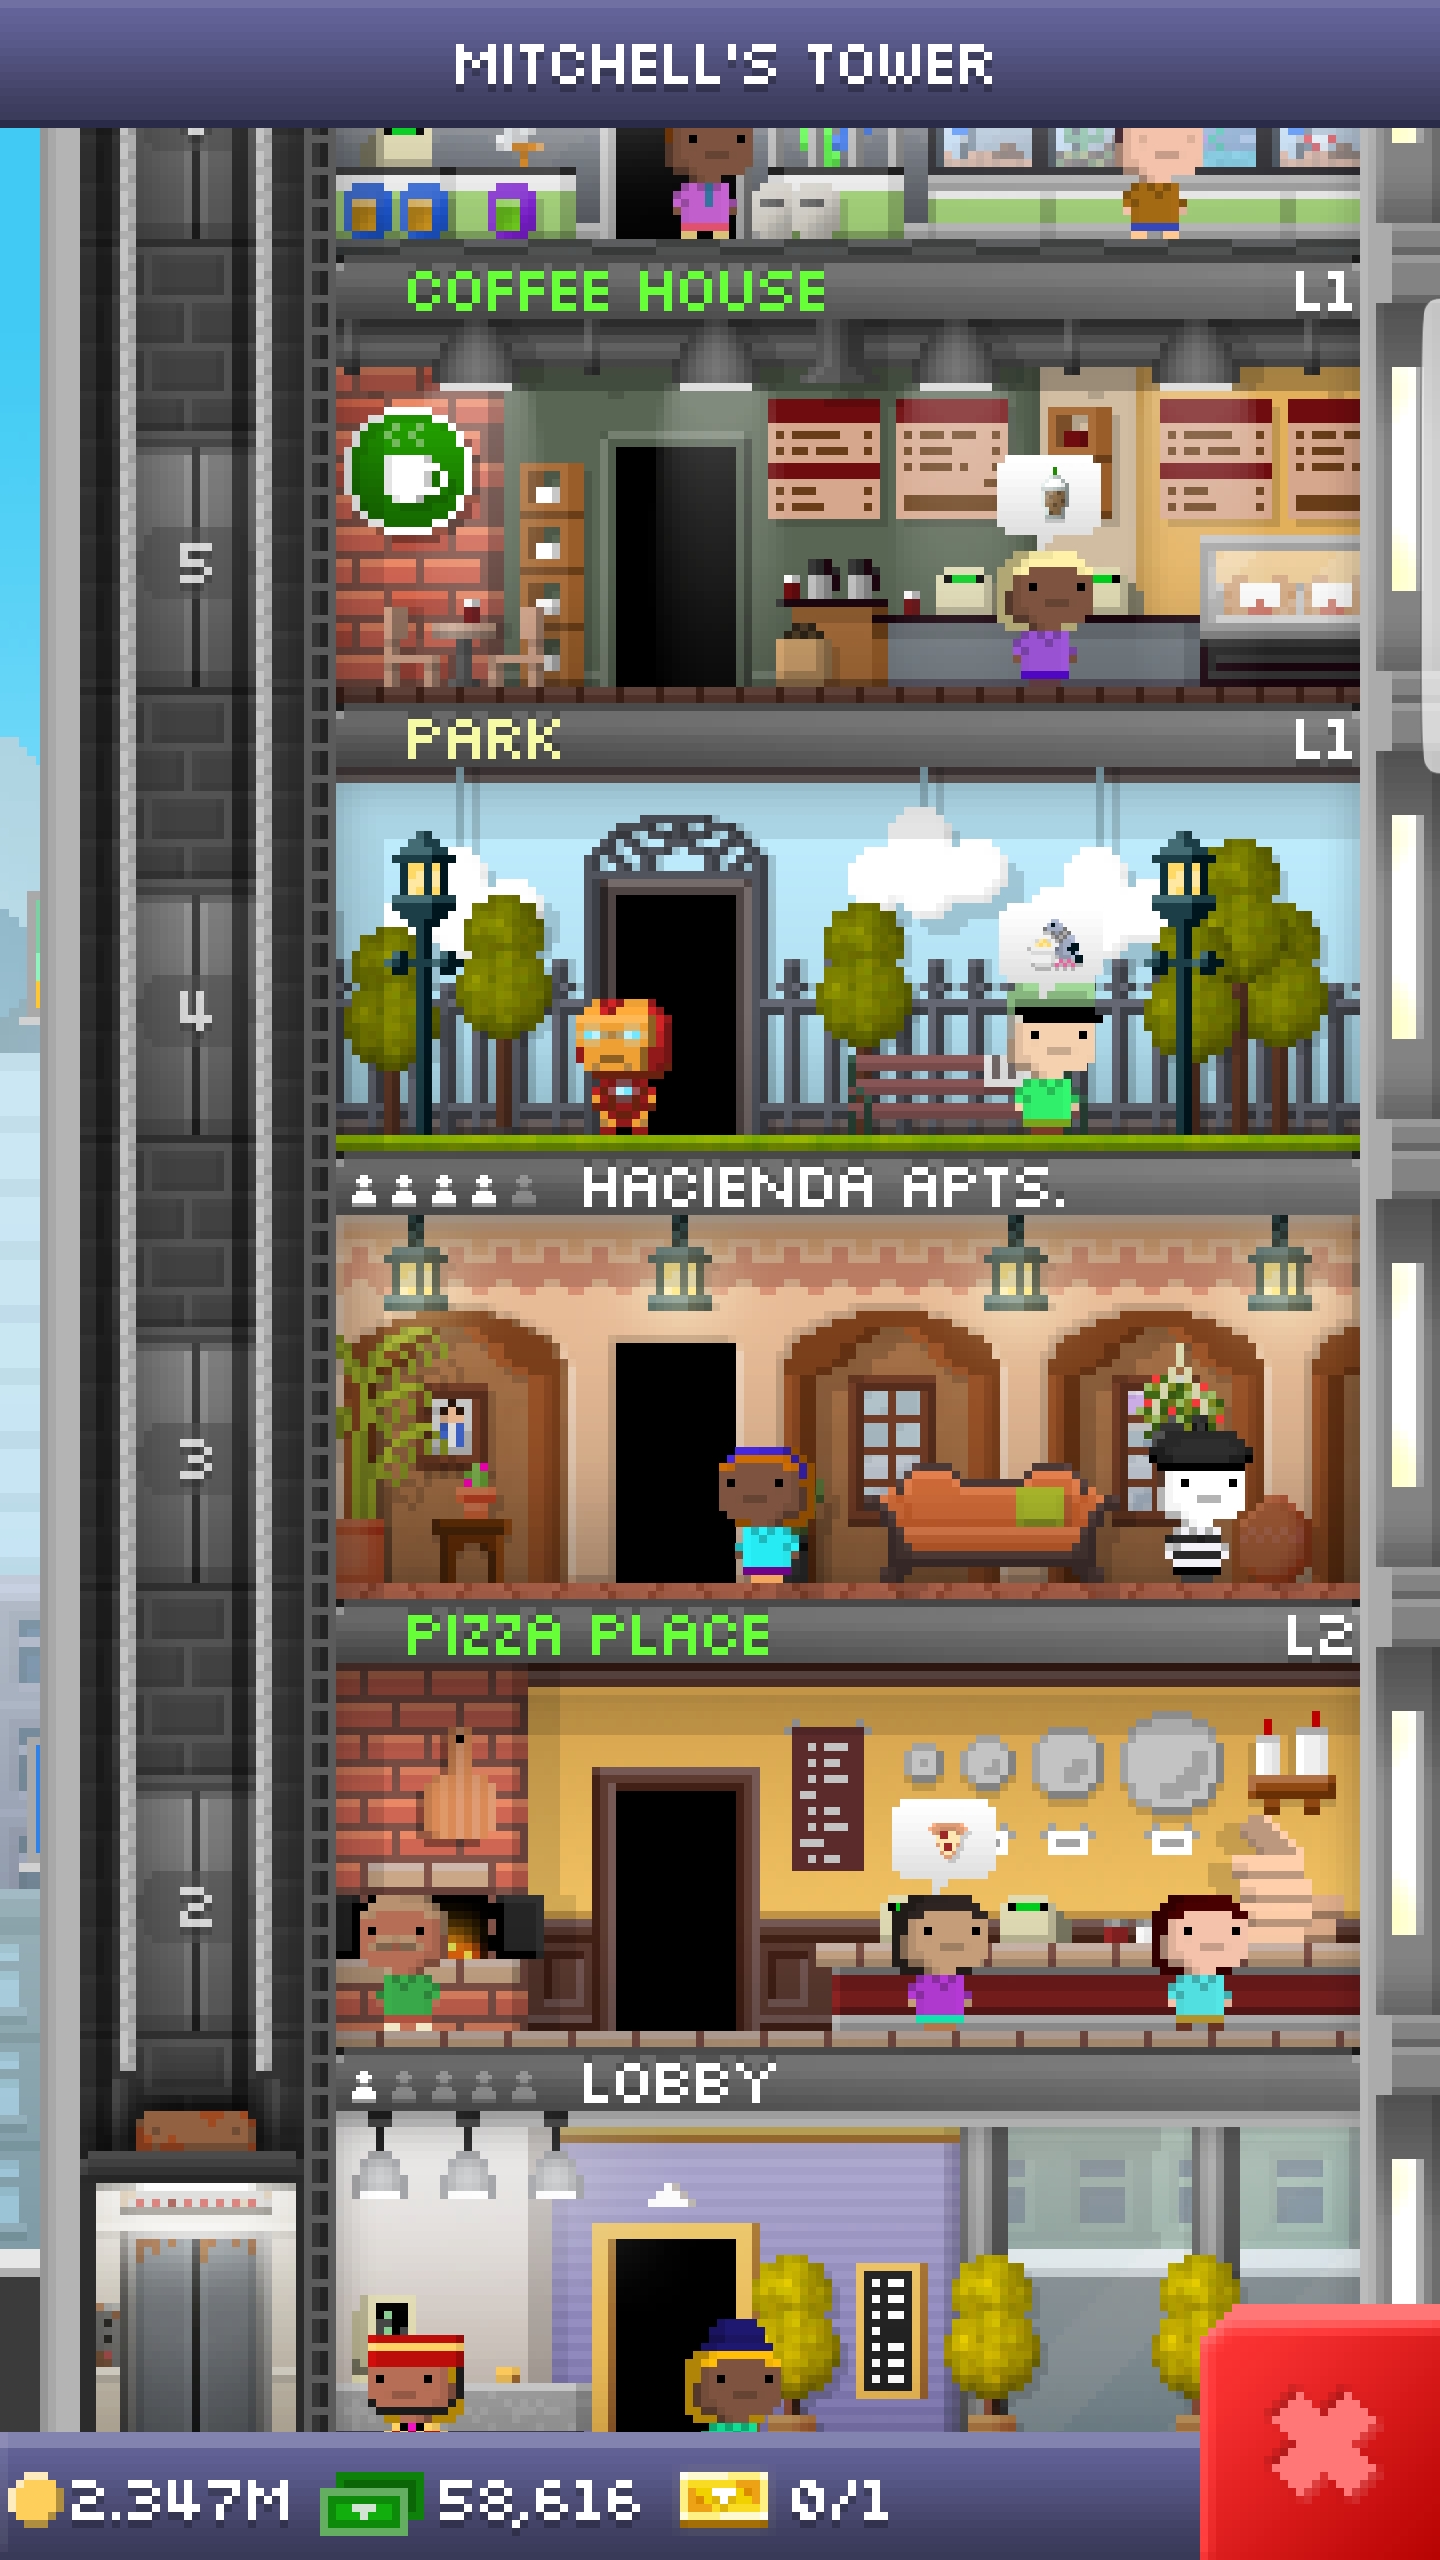 MITCHELL'S TOWER
COFFEE HOUSE L1
5
PARK L1
4
HACIENDA APTS.
3
PIZZA PLACE L2
2
LOBBY
2.347M 58,616 0/1